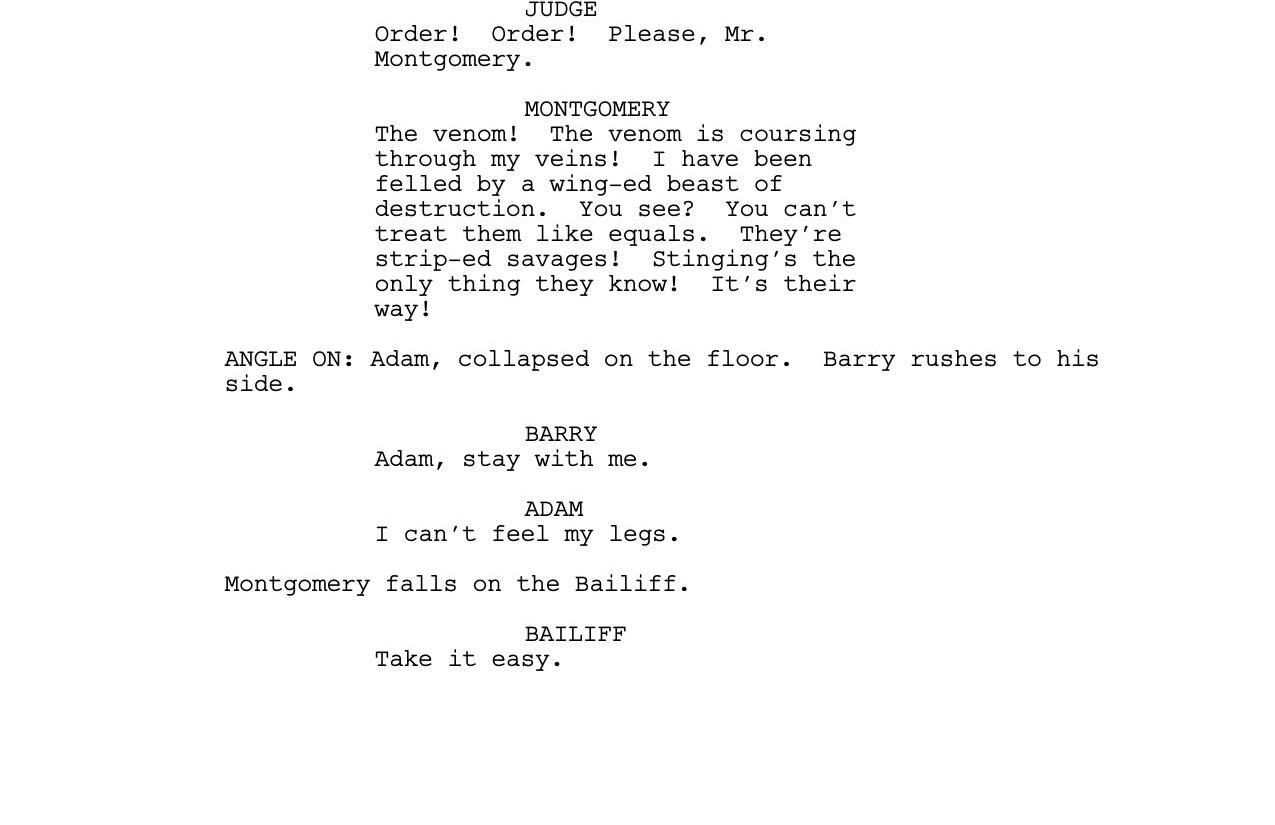 JUDGE
Order!  Order!  Please, Mr.
Montgomery.
MONTGOMERY
The venom!  The venom is coursing
through my veins!  I have been
felled by a wing-ed beast of
destruction.  You see?  You can't
treat them like equals.  They're
strip-ed savages!  Stinging's the
only thing they know!  It's their
way!
ANGLE ON: Adam, collapsed on the floor.  Barry rushes to his
side.
BARRY
Adam, stay with me.
ADAM
I can't feel my legs.
Montgomery falls on the Bailiff.
BAILIFF
Take it easy.